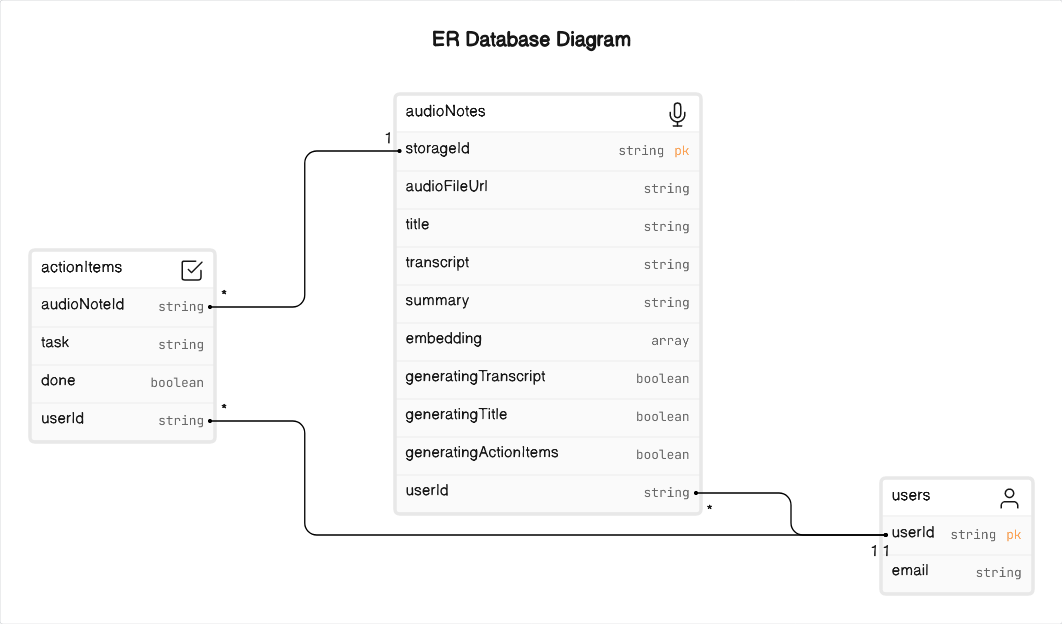 ER Database Diagram
audioNotes
1
storageId string pk
audioFileUrl string
title string
transcript string
summary string
embedding array
generatingTranscript boolean
generatingTitle boolean
generatingActionItems boolean
userId string
*
actionItems
audioNoteId string
*
task string
done boolean
userId string
*
users
userId string pk
1 1
email string